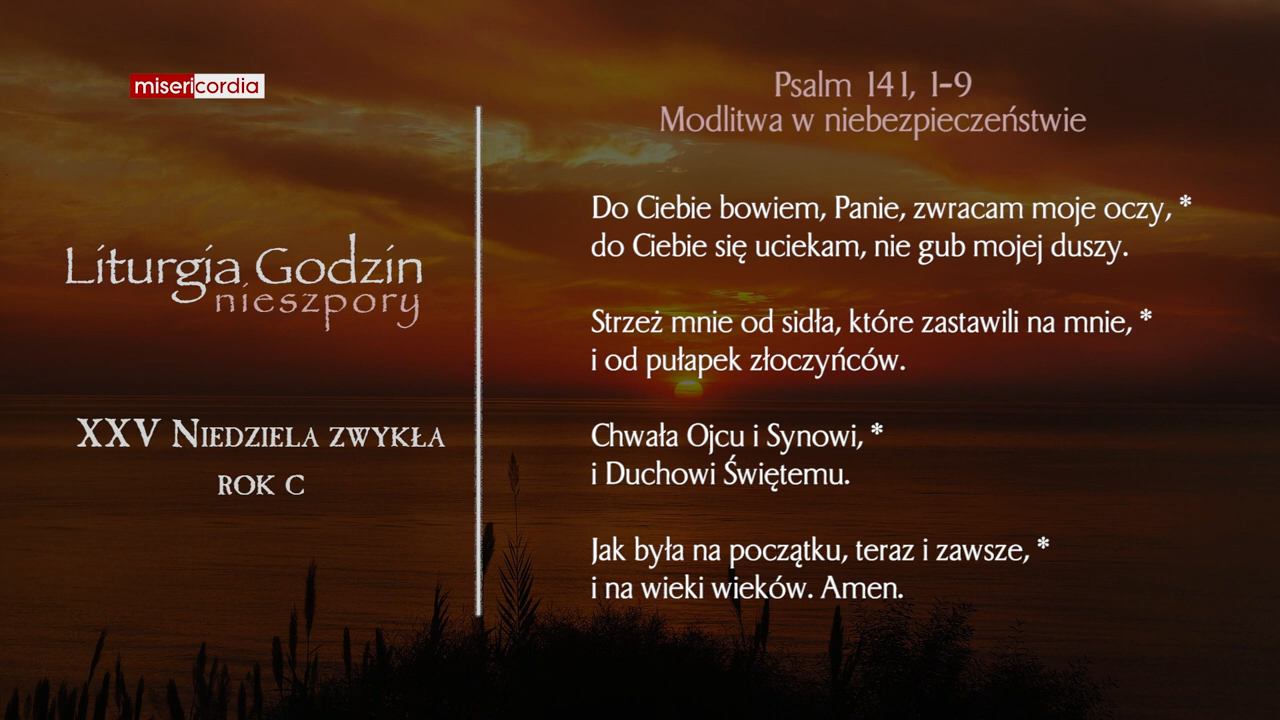 misericordia
Liturgia Godzin
nieszpory
XXV Niedziela zwykła
rok C
Psalm 141, 1-9
Modlitwa w niebezpieczeństwie
Do Ciebie bowiem, Panie, zwracam moje oczy, *
do Ciebie się uciekam, nie gub mojej duszy.
Strzeż mnie od sidła, które zastawili na mnie, *
i od pułapek złoczyńców.
Chwała Ojcu i Synowi, *
i Duchowi Świętemu.
Jak była na początku, teraz i zawsze, *
i na wieki wieków. Amen.